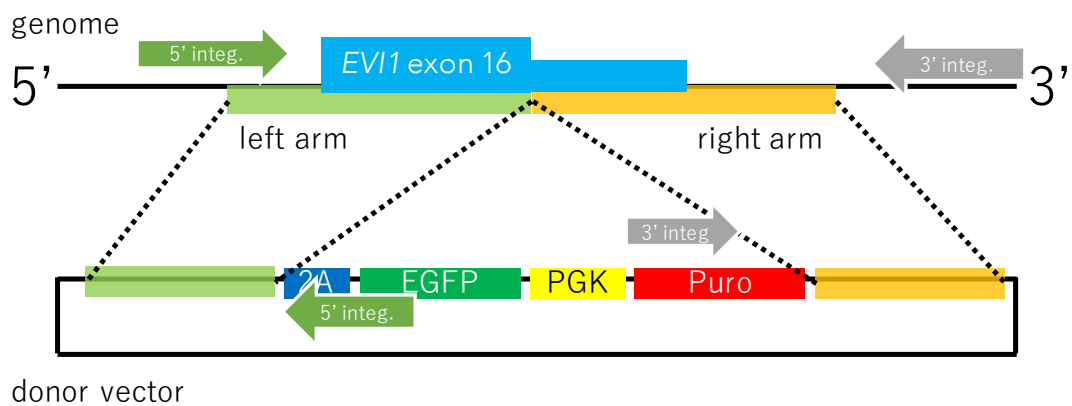 genome
5' integ.
EVI1 exon 16
3' integ.
5'
3'
left arm
right arm
3' integ
2A
EGFP
PGK
Puro
5' integ.
donor vector